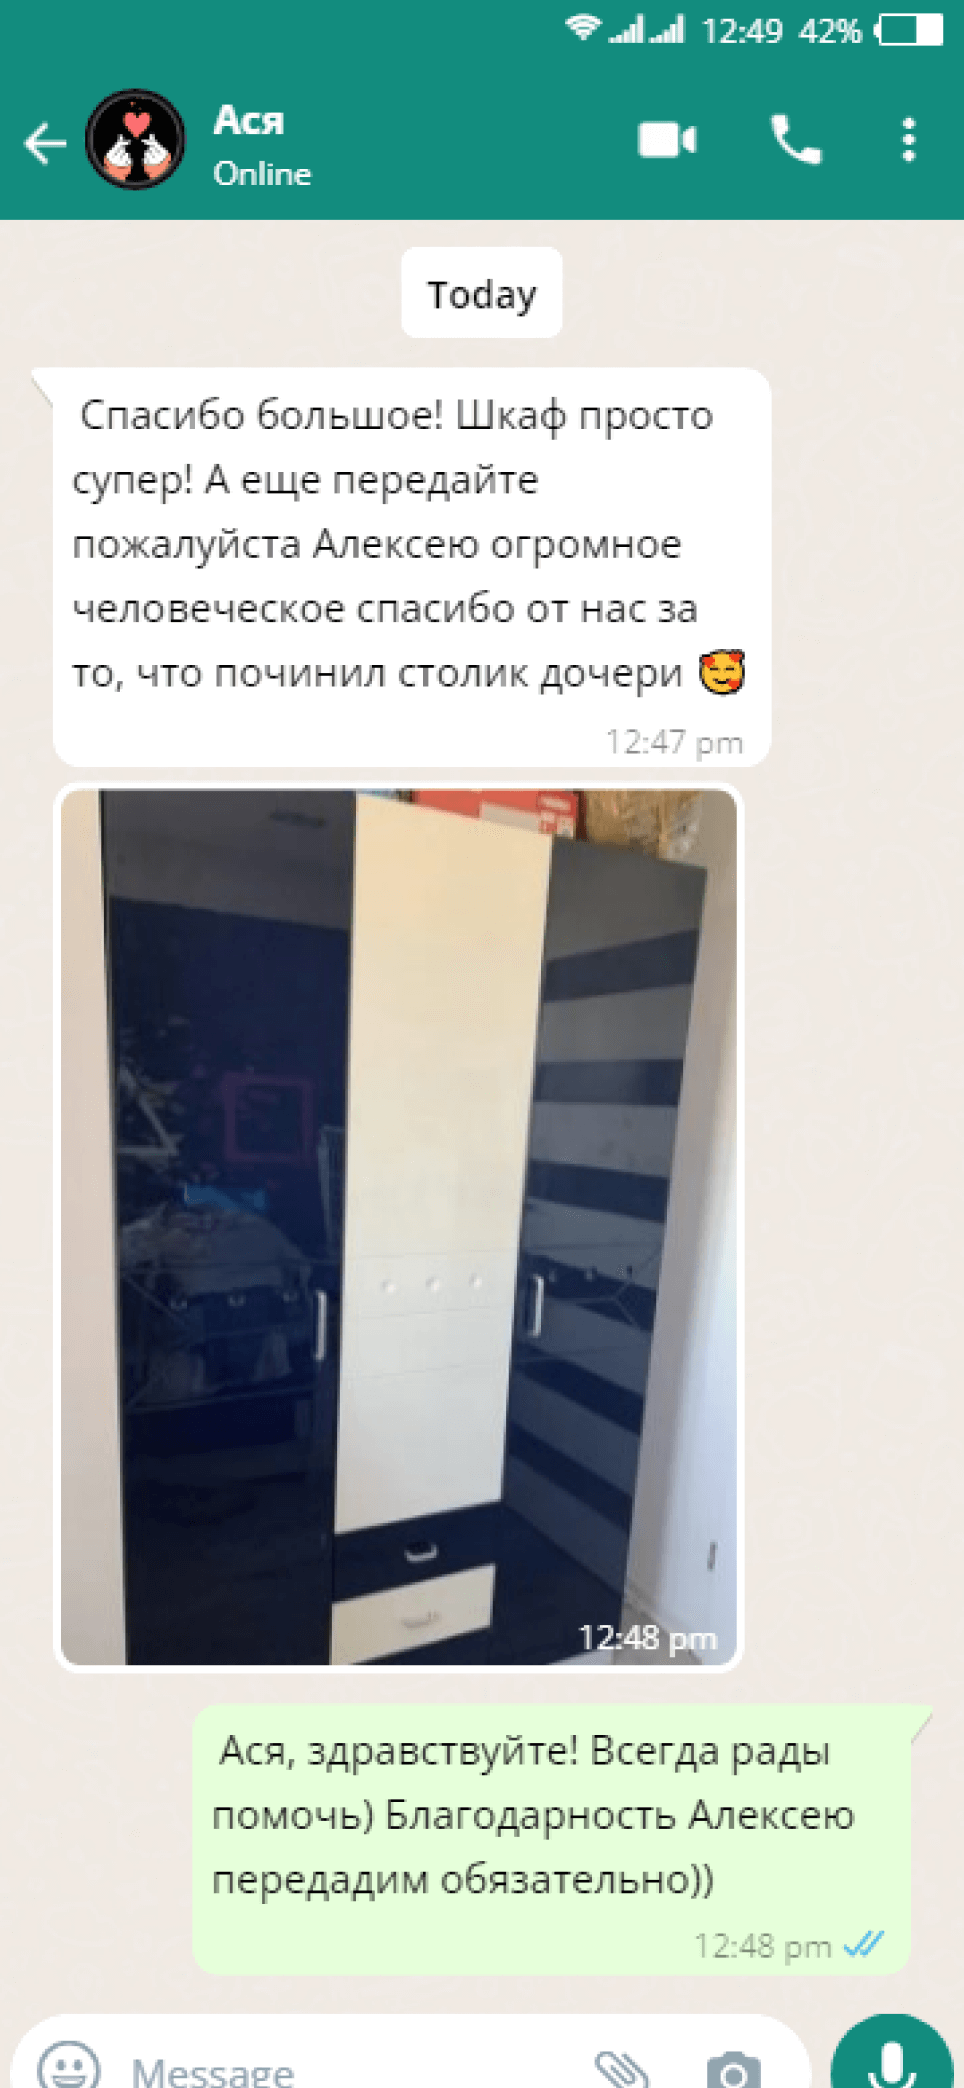 12:49 42%
Ася
Online
Today
Спасибо большое! Шкаф просто
супер! А еще передайте
пожалуйста Алексею огромное
человеческое спасибо от нас за
то, что починил столик дочери 🥰
12:47 pm
12:48 pm
Ася, здравствуйте! Всегда рады
помочь) Благодарность Алексею
передадим обязательно))
12:48 pm
Message